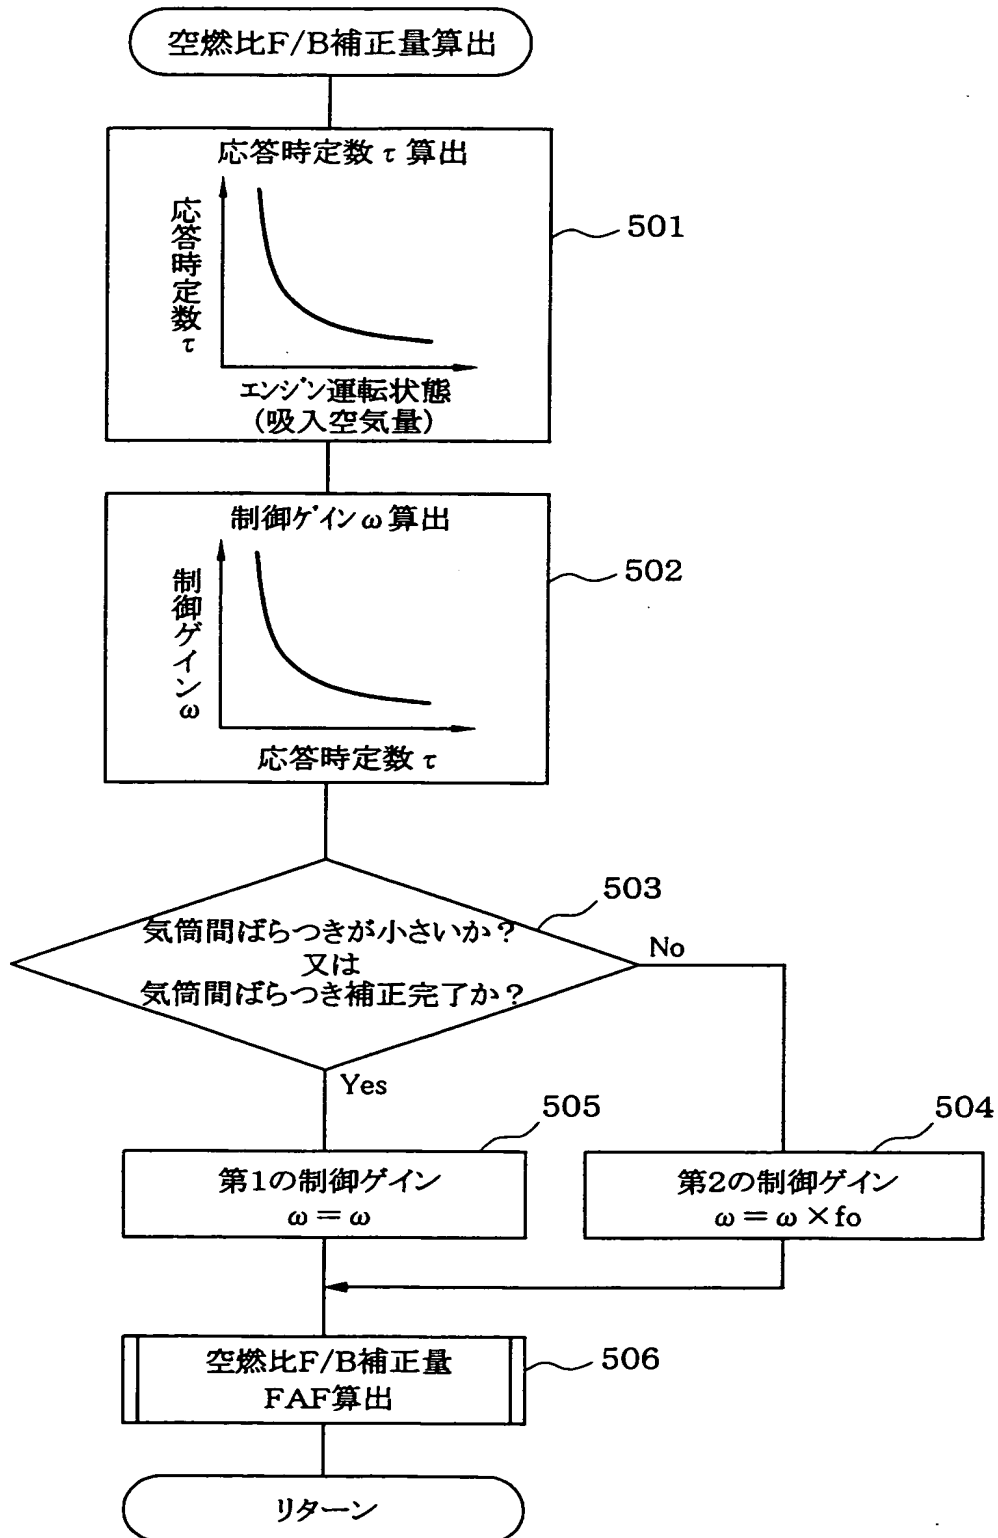 空燃比F/B補正量算出
応答時定数τ算出
応答時定数τ
エンジン運転状態
(吸入空気量)
501
制御ゲインω算出
制御ゲインω
応答時定数τ
502
503
気筒間ばらつきが小さいか?
又は
気筒間ばらつき補正完了か?
No
Yes
505
504
第1の制御ゲイン
ω=ω
第2の制御ゲイン
ω=ω×fo
空燃比F/B補正量
FAF算出
506
リターン